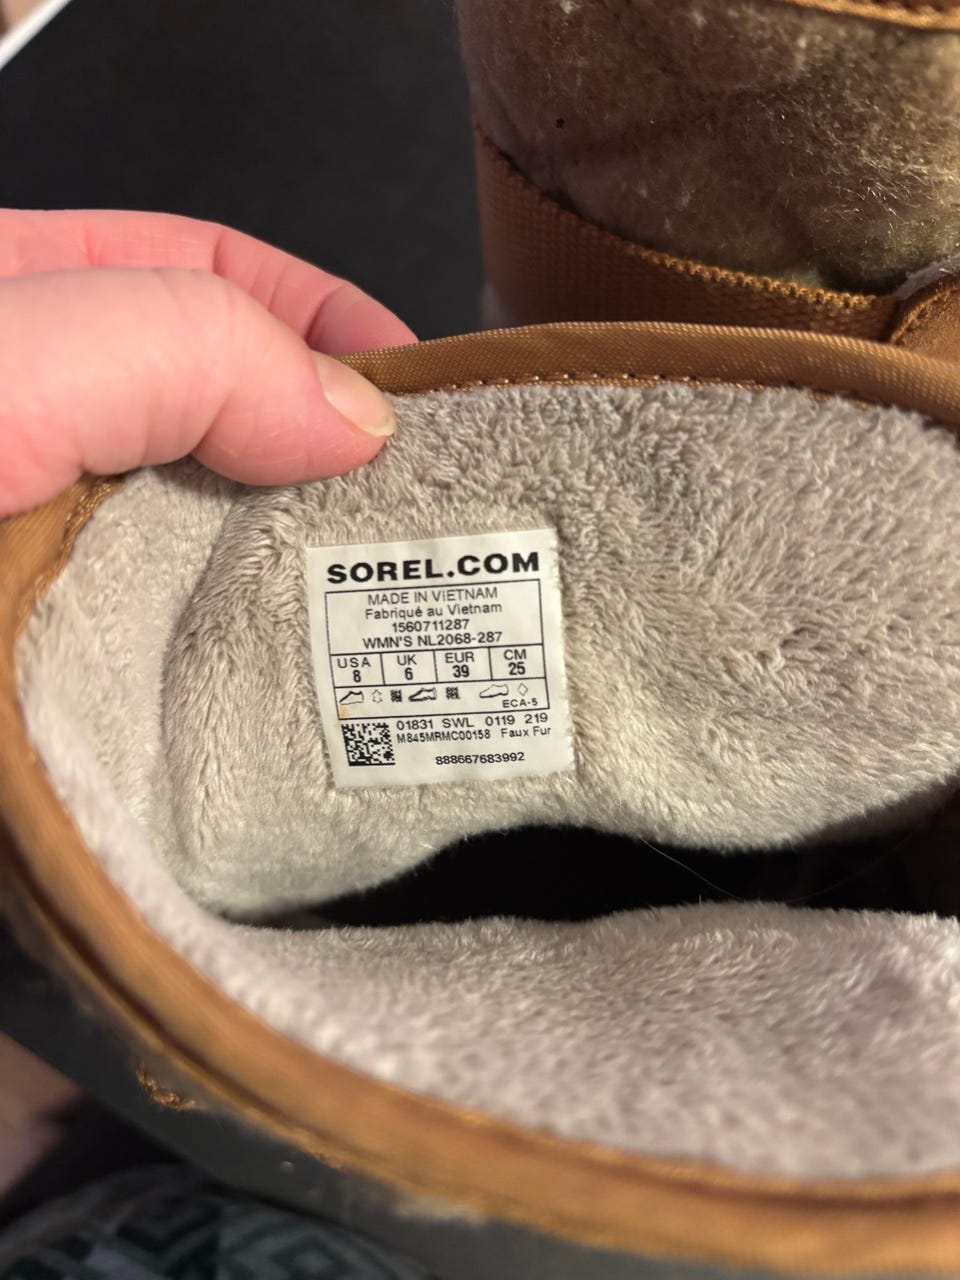 SOREL.COM
MADE IN VIETNAM
Fabriqué au Vietnam
1560711287
WMN'S NL2068-287
USA UK EUR CM
8 6 39 25
ECA-5
01831 SWL 0119 219
M845MRMC00158 Faux Fur
888667683992